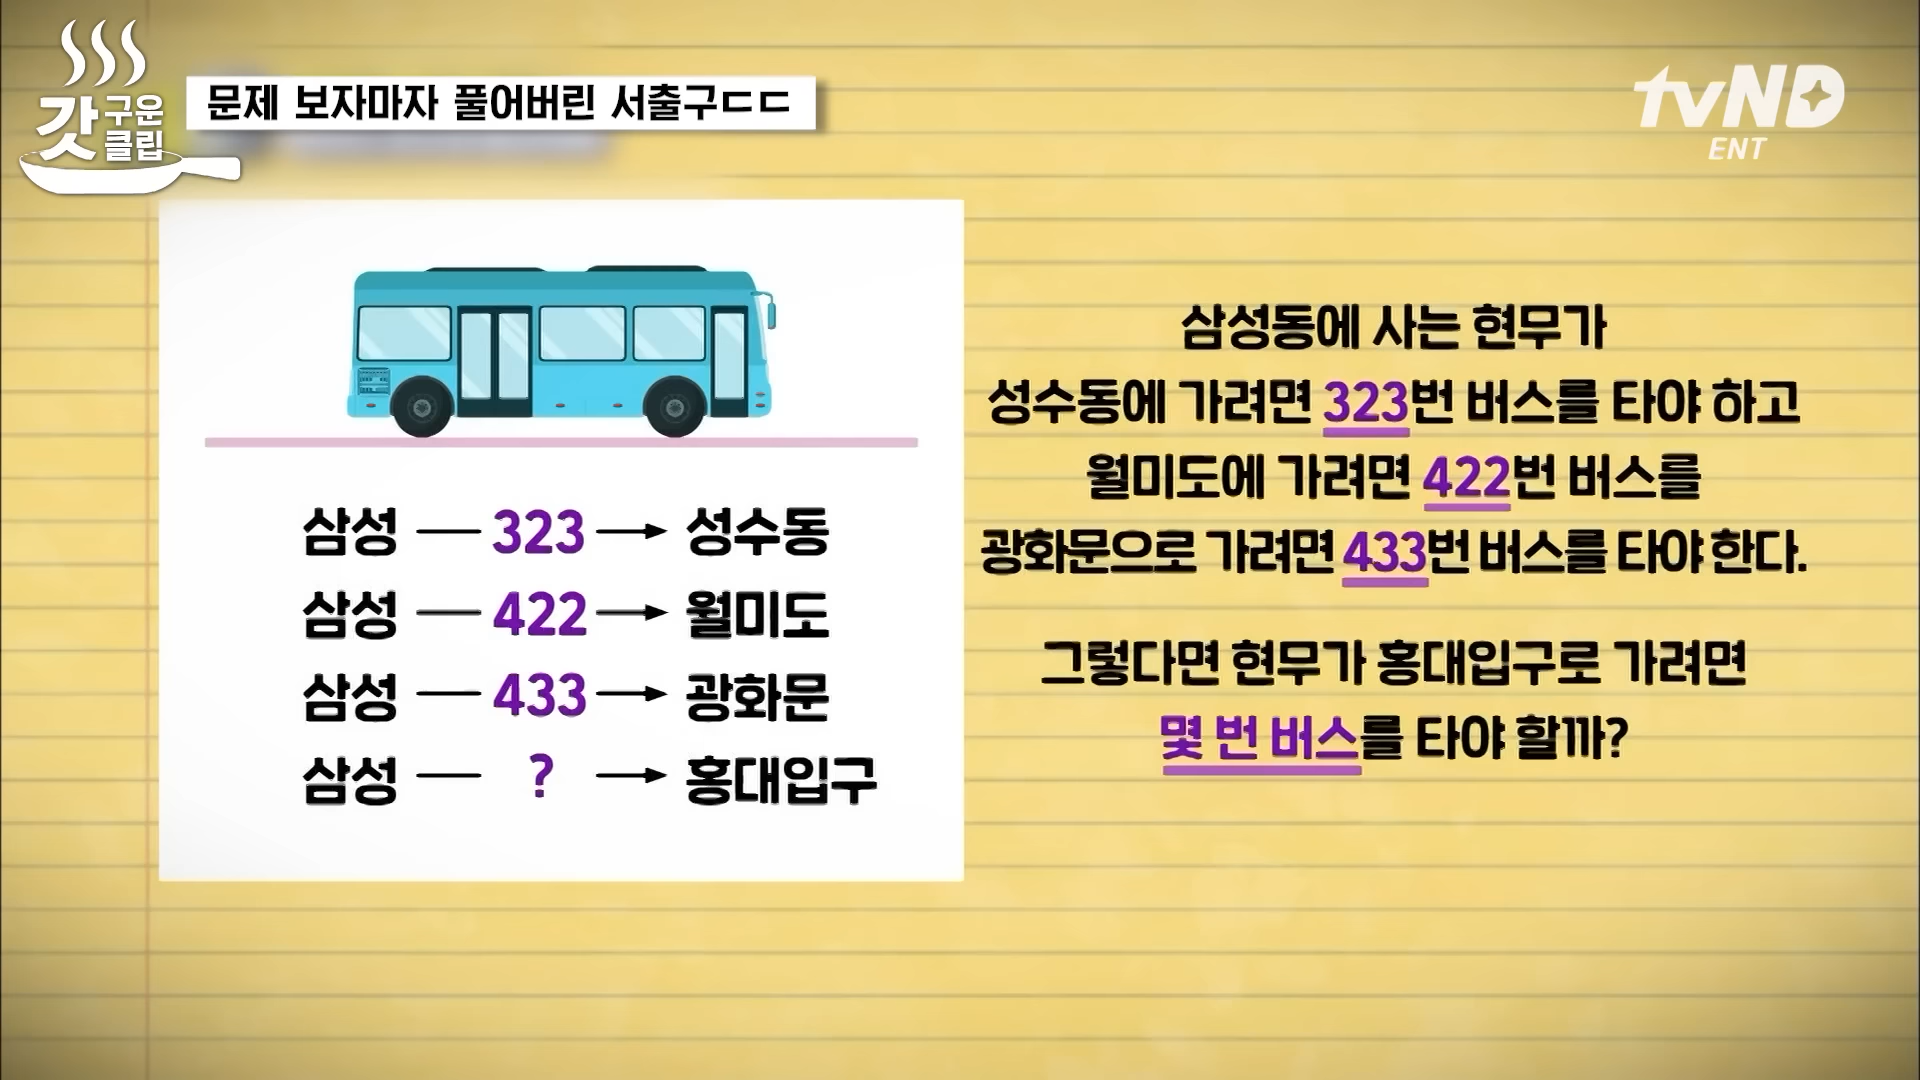 갓구운클립
문제 보자마자 풀어버린 서출구ㄷㄷ
tvND
ENT
삼성 323 성수동
삼성 422 월미도
삼성 433 광화문
삼성 ? 홍대입구
삼성동에 사는 현무가
성수동에 가려면 323번 버스를 타야 하고
월미도에 가려면 422번 버스를
광화문으로 가려면 433번 버스를 타야 한다.
그렇다면 현무가 홍대입구로 가려면
몇 번 버스를 타야 할까?